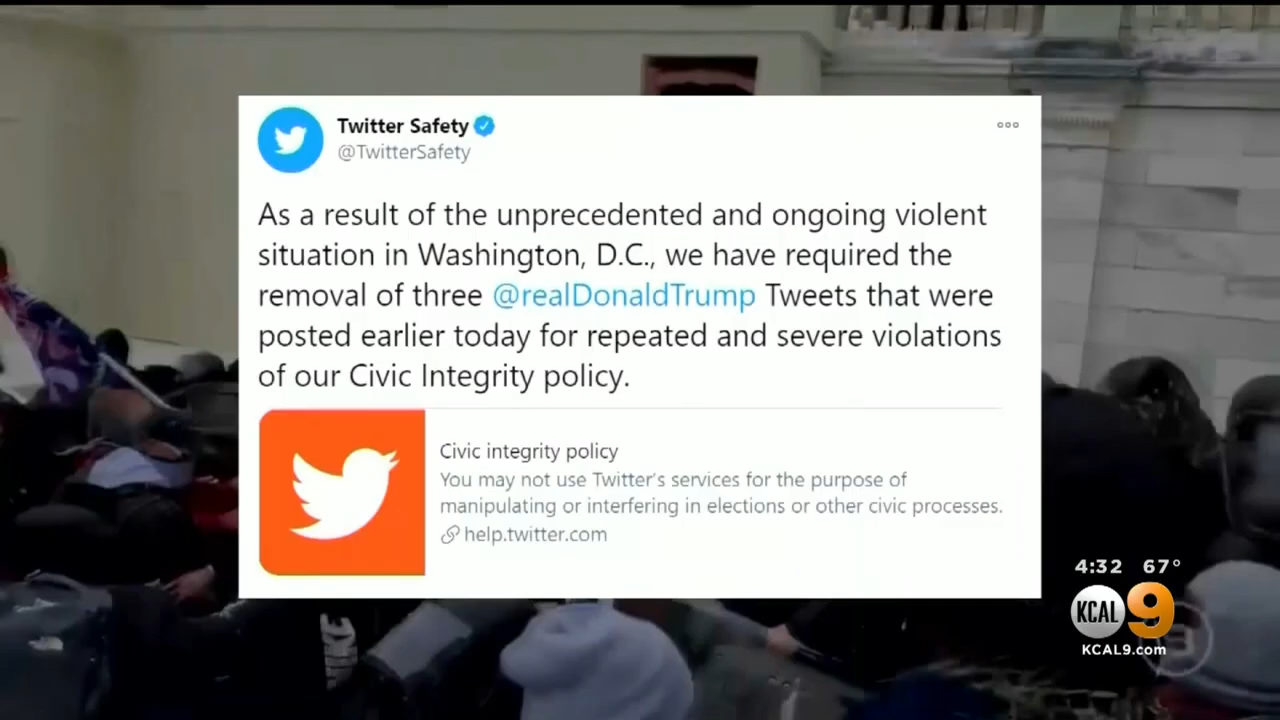 Twitter Safety
@TwitterSafety
As a result of the unprecedented and ongoing violent
situation in Washington, D.C., we have required the
removal of three @realDonaldTrump Tweets that were
posted earlier today for repeated and severe violations
of our Civic Integrity policy.
Civic integrity policy
You may not use Twitter's services for the purpose of
manipulating or interfering in elections or other civic processes.
help.twitter.com
4:32 67°
KCAL 9
KCAL9.com